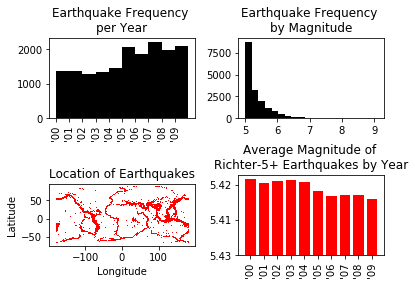 Earthquake Frequency
per Year
2000
1000
0
'00 '01 '02 '03 '04 '05 '06 '07 '08 '09
Earthquake Frequency
by Magnitude
7500
5000
2500
0
5 6 7 8 9
Location of Earthquakes
Latitude
50
0
−50
−100 0 100
Longitude
Average Magnitude of
Richter-5+ Earthquakes by Year
5.42
5.41
5.43
'00 '01 '02 '03 '04 '05 '06 '07 '08 '09